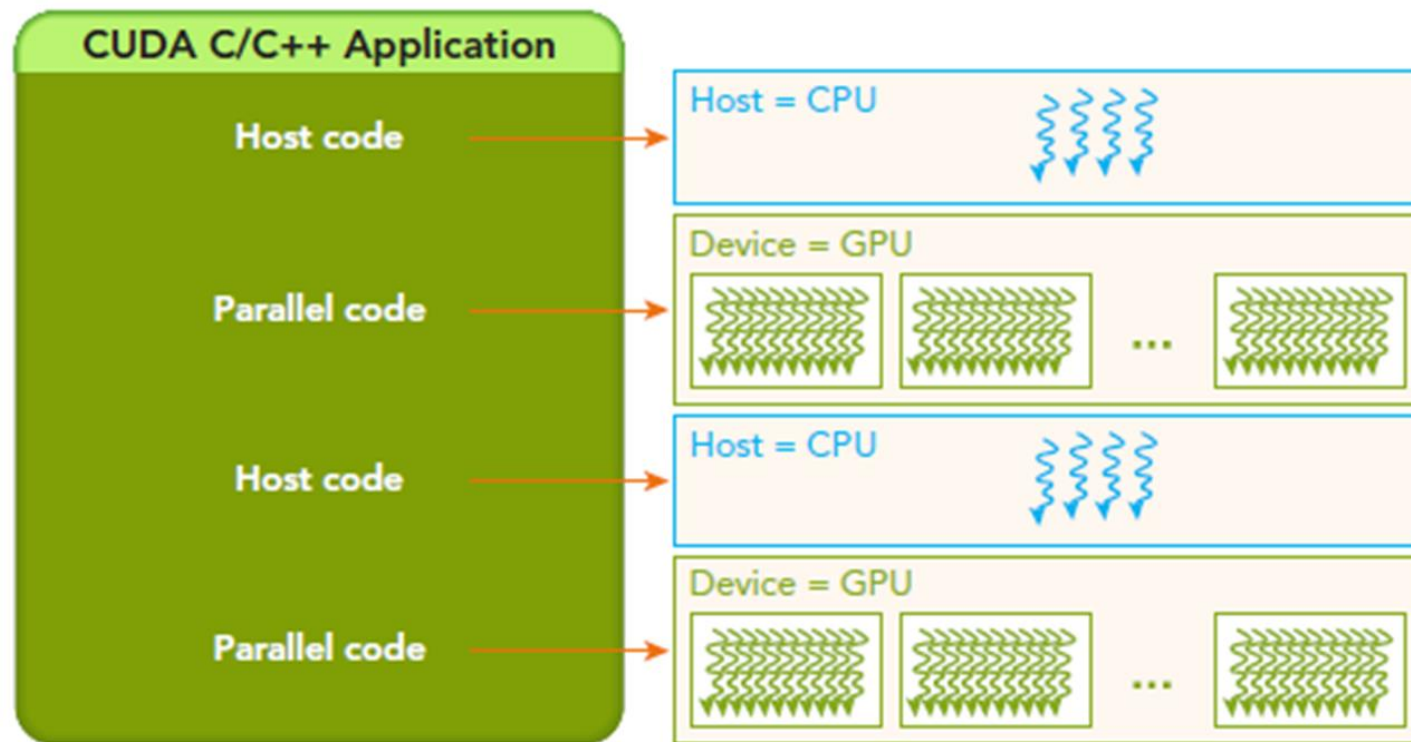 CUDA C/C++ Application
Host code
Host = CPU
Parallel code
Device = GPU
...
Host code
Host = CPU
Parallel code
Device = GPU
...